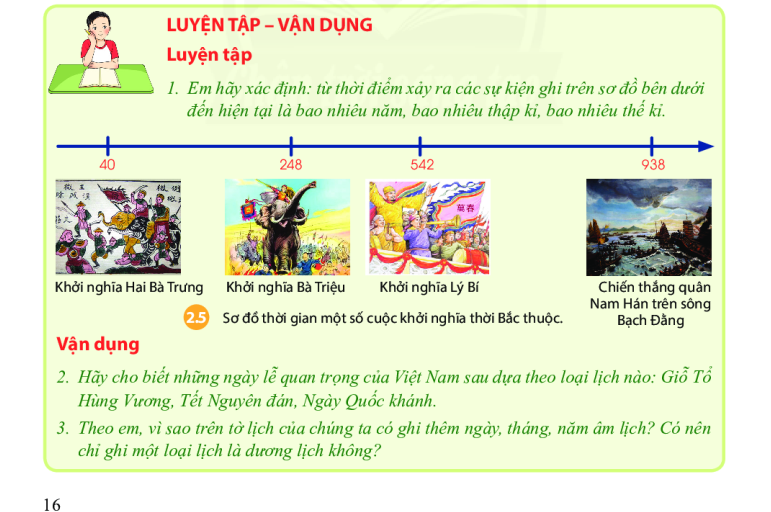 LUYỆN TẬP – VẬN DỤNG
Luyện tập
1. Em hãy xác định: từ thời điểm xảy ra các sự kiện ghi trên sơ đồ bên dưới
đến hiện tại là bao nhiêu năm, bao nhiêu thập kỉ, bao nhiêu thế kỉ.
40
248
542
938
Khởi nghĩa Hai Bà Trưng
Khởi nghĩa Bà Triệu
Khởi nghĩa Lý Bí
Chiến thắng quân
Nam Hán trên sông
Bạch Đằng
2.5 Sơ đồ thời gian một số cuộc khởi nghĩa thời Bắc thuộc.
Vận dụng
2. Hãy cho biết những ngày lễ quan trọng của Việt Nam sau dựa theo loại lịch nào: Giỗ Tổ
Hùng Vương, Tết Nguyên đán, Ngày Quốc khánh.
3. Theo em, vì sao trên tờ lịch của chúng ta có ghi thêm ngày, tháng, năm âm lịch? Có nên
chỉ ghi một loại lịch là dương lịch không?
16